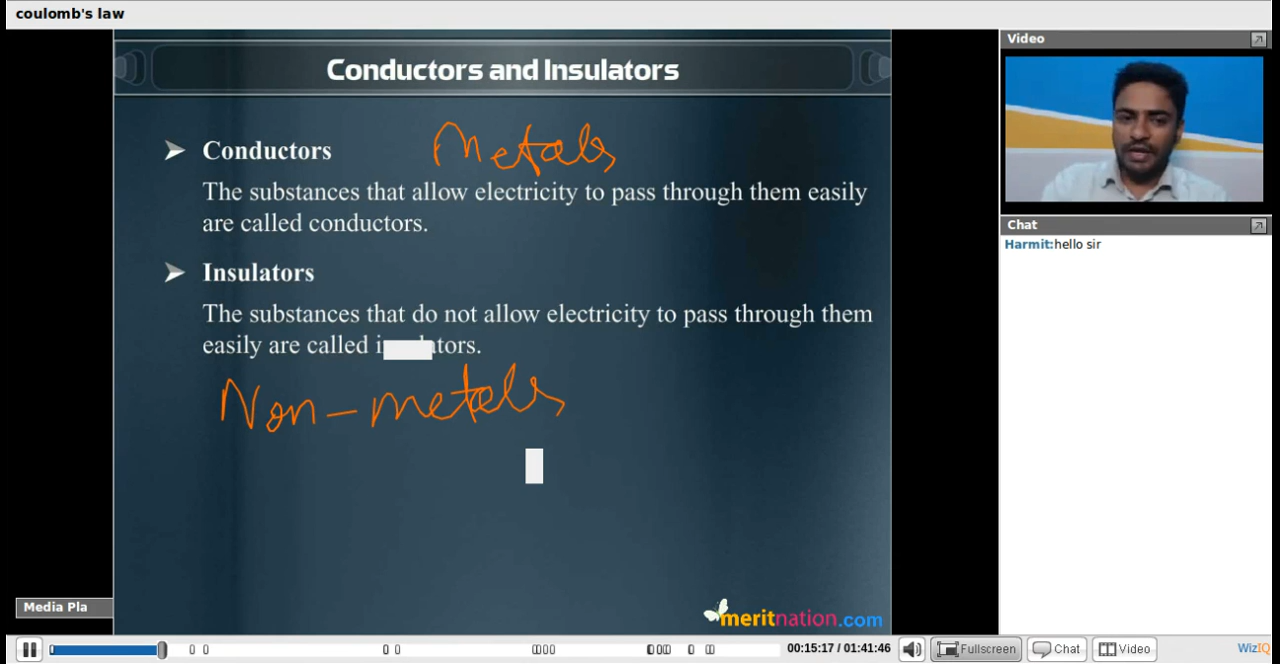 coulomb's law
Conductors and Insulators
Conductors
Metals
The substances that allow electricity to pass through them easily
are called conductors.
Insulators
The substances that do not allow electricity to pass through them
easily are called
Non-metals
meritnation.com
Media Pla
Video
Chat
Harmit:hello sir
00:15:17 / 01:41:46
Fullscreen
Chat
Video
WizIQ